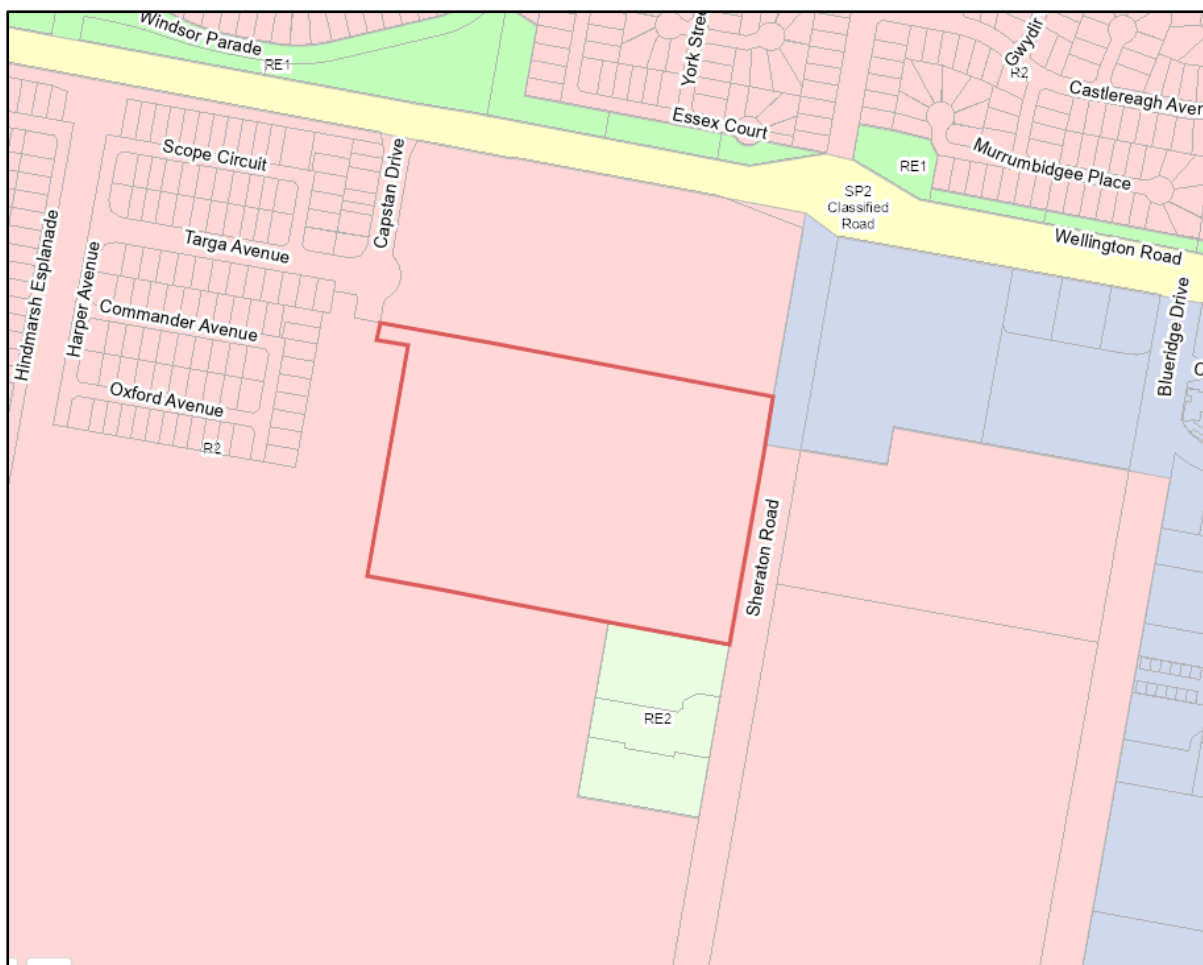 Windsor Parade
RE1
York Stree
Gwydir
R2
Castlereagh Aven
Essex Court
Scope Circuit
Capstan Drive
RE1
Murrumbidgee Place
SP2
Classified
Road
Wellington Road
Hindmarsh Esplanade
Harper Avenue
Targa Avenue
Blueridge Drive
Commander Avenue
Oxford Avenue
R2
Sheraton Road
RE2